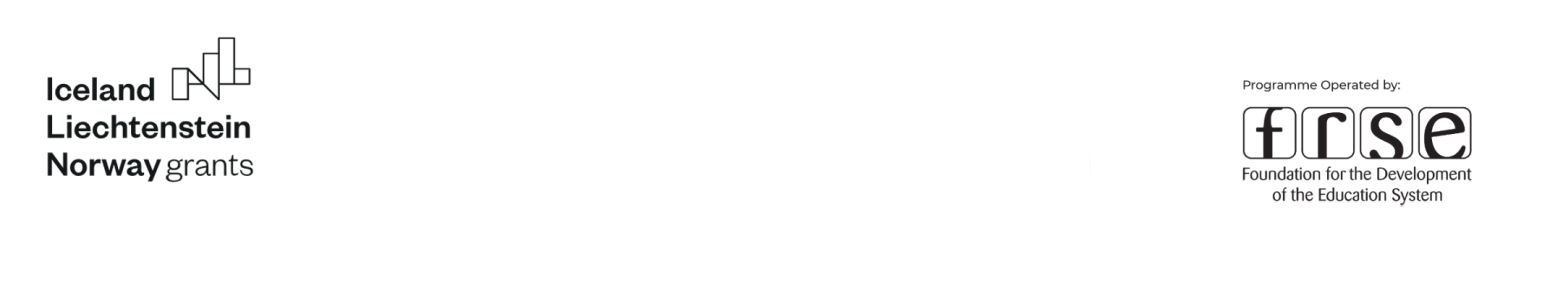 Iceland
Liechtenstein
Norway grants
Programme Operated by:
frse
Foundation for the Development
of the Education System